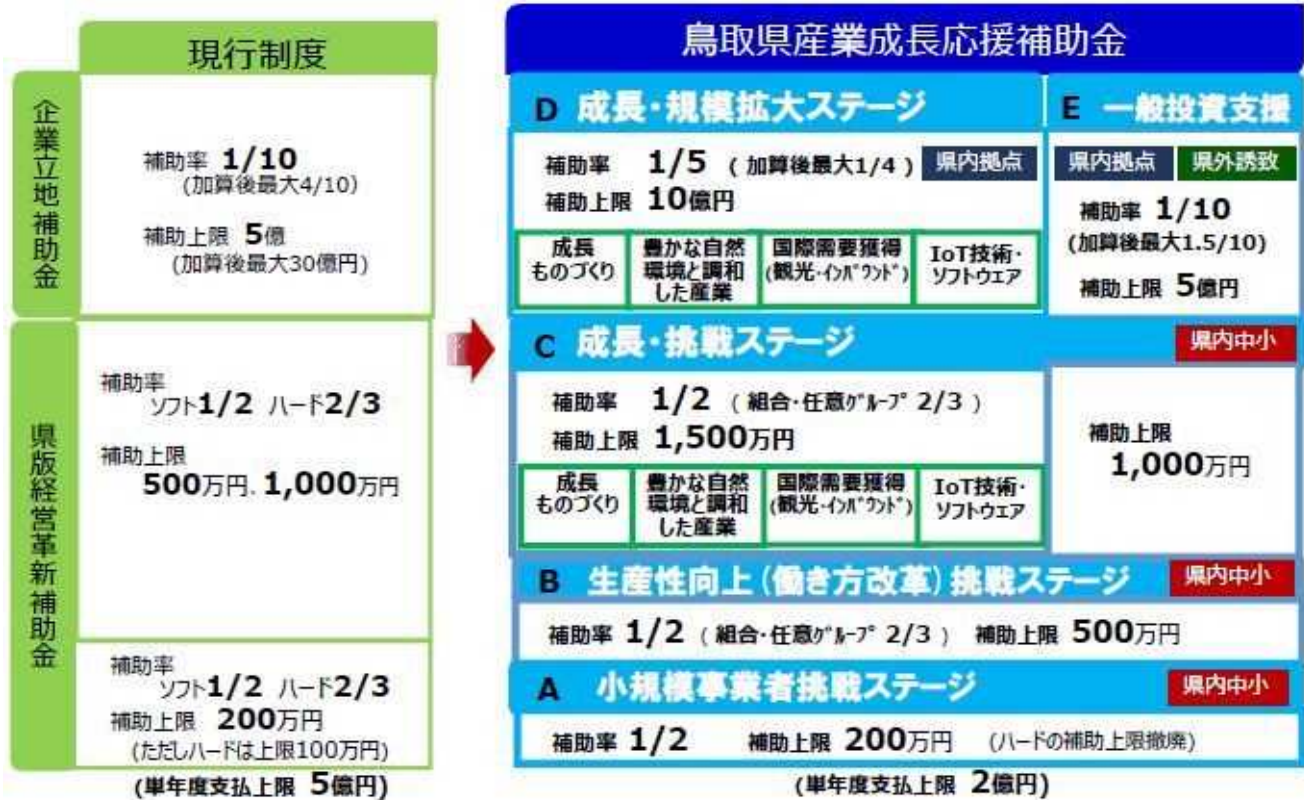 現行制度
企業立地補助金
補助率 1/10
(加算後最大4/10)
補助上限 5億
(加算後最大30億円)
県版経営革新補助金
補助率
ソフト1/2 ハード2/3
補助上限
500万円、1,000万円
補助率
ソフト1/2 ハード2/3
補助上限 200万円
(ただしハードは上限100万円)
(単年度支払上限 5億円)
鳥取県産業成長応援補助金
D 成長・規模拡大ステージ
補助率 1/5 (加算後最大1/4) 県内拠点
補助上限 10億円
成長
ものづくり
豊かな自然
環境と調和
した産業
国際需要獲得
(観光・ｲﾝﾊﾞｳﾝﾄﾞ)
IoT技術・
ソフトウェア
E 一般投資支援
県内拠点 県外誘致
補助率 1/10
(加算後最大1.5/10)
補助上限 5億円
C 成長・挑戦ステージ 県内中小
補助率 1/2 (組合・任意ｸﾞﾙｰﾌﾟ 2/3)
補助上限 1,500万円
成長
ものづくり
豊かな自然
環境と調和
した産業
国際需要獲得
(観光・ｲﾝﾊﾞｳﾝﾄﾞ)
IoT技術・
ソフトウエア
補助上限
1,000万円
B 生産性向上(働き方改革)挑戦ステージ 県内中小
補助率 1/2 (組合・任意ｸﾞﾙｰﾌﾟ 2/3) 補助上限 500万円
A 小規模事業者挑戦ステージ 県内中小
補助率 1/2 補助上限 200万円 (ハードの補助上限撤廃)
(単年度支払上限 2億円)